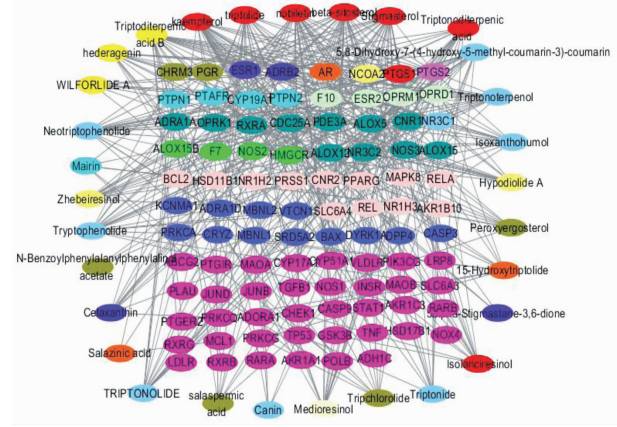 kaempferol triptolide nobiletin beta-sitosterol Stigmasterol
Triptoditerpenic acid B
Triptonoditerpenic acid
hederagenin
5,8-Dihydroxy-7-(4-hydroxy-5-methyl-coumarin-3)-coumarin
CHRM3 PGR ESR1 ADRB2 AR NCOA2 PTGS1 PTGS2
WILFORLIDE A
PTPN1 PTAFR CYP19A1 PTPN2 F10 ESR2 OPRM1 OPRD1
Triptonoterpenol
Neotriptophenolide
ADRA1A OPRK1 RXRA CDC25A PDE3A ALOX5 CNR1 NR3C1
Isoxanthohumol
ALOX15B F7 NOS2 HMGCR ALOX12 NR3C2 NOS3 ALOX15
Mairin
BCL2 HSD11B1 NR1H2 PRSS1 CNR2 PPARG MAPK8 RELA
Hypodiolide A
Zhebeiresinol
KCNMA1 ADRA1D MBNL2 VTCN1 SLC6A4 REL NR1H3 AKR1B10
Peroxyergosterol
Tryptophenolide
PRKCA CRYZ MBNL1 SRD5A2 BAX DYRK1A DPP4 CASP3
N-Benzoylphenylalanylphenylalinol acetate
ABCG2 PTGIR MAOA CYP17A1 CYP51A1 VLDLR PIK3CG LRP8
15-Hydroxytriptolide
PLAU JUND JUNB TGFB1 NOS1 INSR MAOB SLC6A3
Celaxanthin
-Stigmastane-3,6-dione
PTGER2 PRKCD ADORA1 CHEK1 CASP9 STAT1 AKR1C3 RARB
RXRG MCL1 PRKCG TP53 GSK3B TNF HSD17B1 NOX4
Salazinic acid
LDLR RXRB RARA AKR1A1 POLB ADH1C
Isolariciresinol
TRIPTONOLIDE
salaspermic acid
Canin
Medioresinol
Tripchlorolide
Triptonide